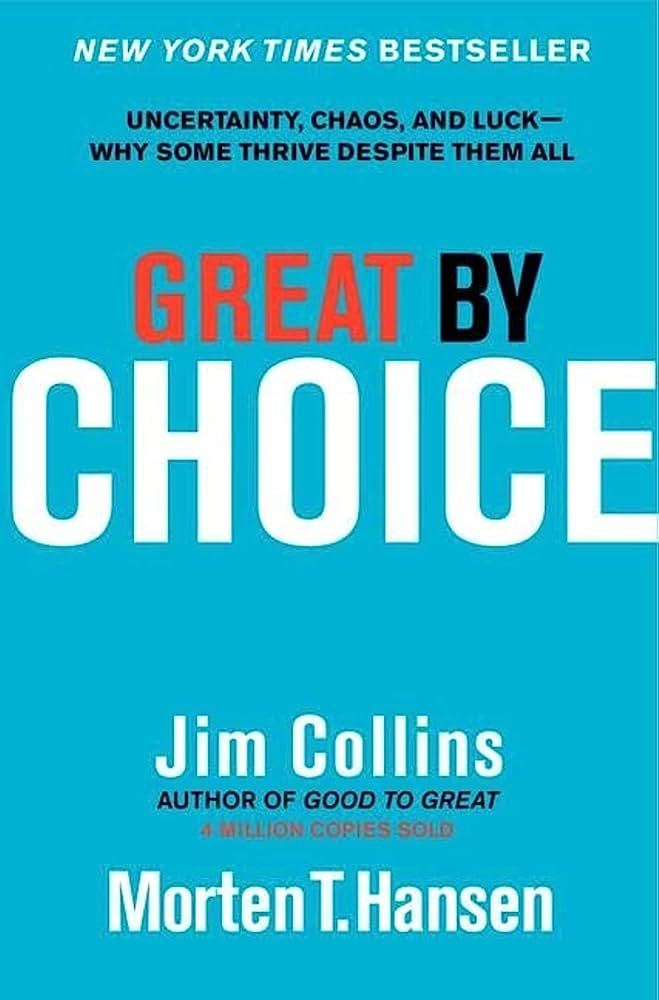 NEW YORK TIMES BESTSELLER
UNCERTAINTY, CHAOS, AND LUCK—
WHY SOME THRIVE DESPITE THEM ALL
GREAT BY
CHOICE
Jim Collins
AUTHOR OF GOOD TO GREAT
4 MILLION COPIES SOLD
Morten T. Hansen